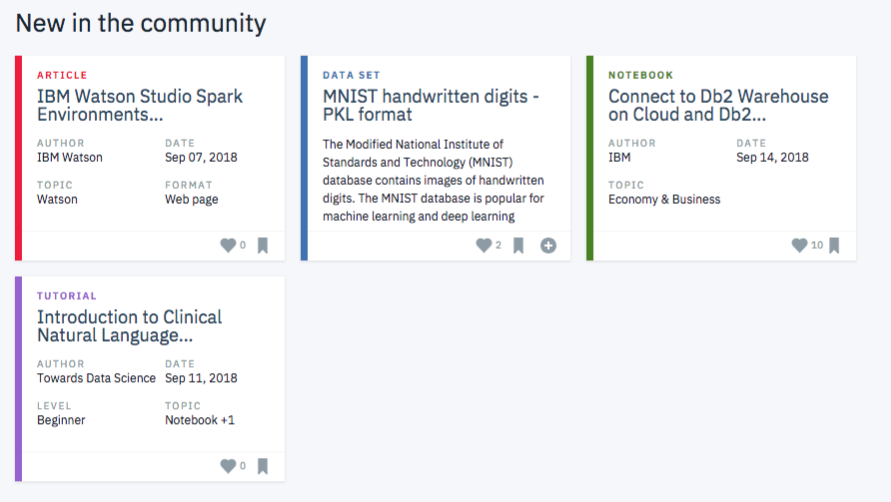 New in the community
ARTICLE
IBM Watson Studio Spark
Environments...
AUTHOR DATE
IBM Watson Sep 07, 2018
TOPIC FORMAT
Watson Web page
0
DATA SET
MNIST handwritten digits -
PKL format
The Modified National Institute of
Standards and Technology (MNIST)
database contains images of handwritten
digits. The MNIST database is popular for
machine learning and deep learning
2
NOTEBOOK
Connect to Db2 Warehouse
on Cloud and Db2...
AUTHOR DATE
IBM Sep 14, 2018
TOPIC
Economy & Business
10
TUTORIAL
Introduction to Clinical
Natural Language...
AUTHOR DATE
Towards Data Science Sep 11, 2018
LEVEL TOPIC
Beginner Notebook +1
0